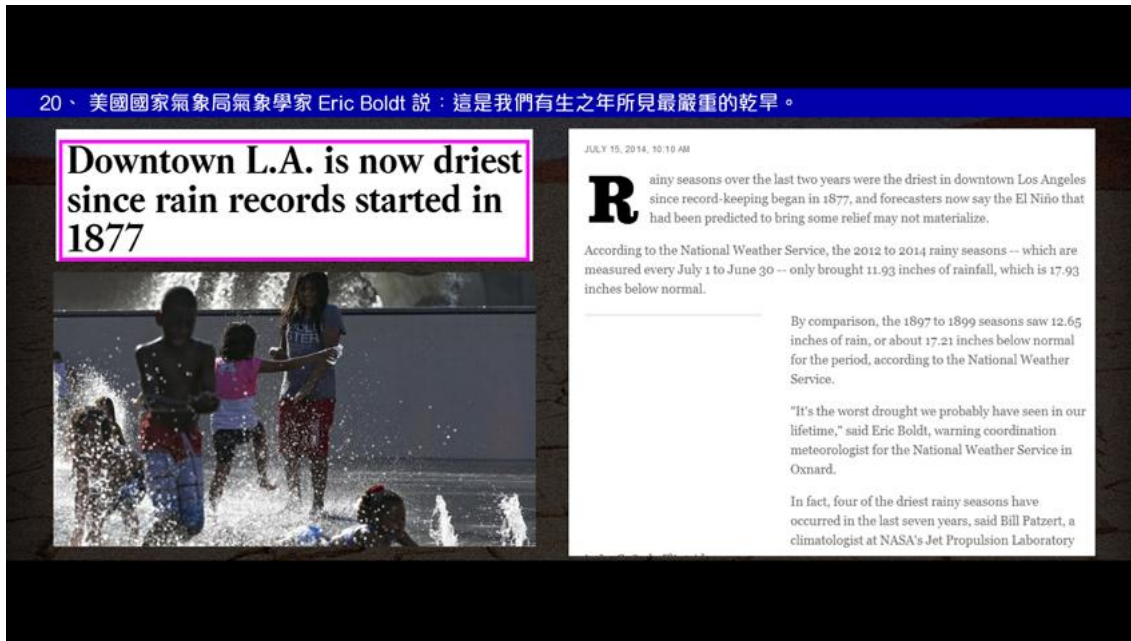 20、 美國國家氣象局氣象學家 Eric Boldt 說：這是我們有生之年所見最嚴重的乾旱。
Downtown L.A. is now driest
since rain records started in
1877
JULY 15, 2014, 10:10 AM
Rainy seasons over the last two years were the driest in downtown Los Angeles
since record-keeping began in 1877, and forecasters now say the El Niño that
had been predicted to bring some relief may not materialize.
According to the National Weather Service, the 2012 to 2014 rainy seasons -- which are
measured every July 1 to June 30 -- only brought 11.93 inches of rainfall, which is 17.93
inches below normal.
By comparison, the 1897 to 1899 seasons saw 12.65
inches of rain, or about 17.21 inches below normal
for the period, according to the National Weather
Service.
"It's the worst drought we probably have seen in our
lifetime," said Eric Boldt, warning coordination
meteorologist for the National Weather Service in
Oxnard.
In fact, four of the driest rainy seasons have
occurred in the last seven years, said Bill Patzert, a
climatologist at NASA's Jet Propulsion Laboratory